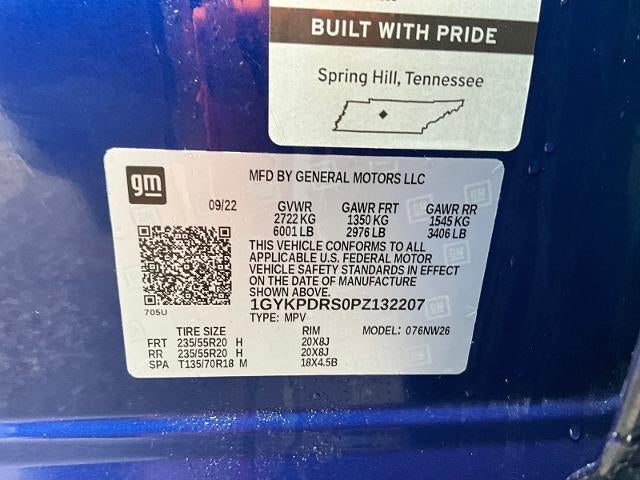 BUILT WITH PRIDE
Spring Hill, Tennessee
gm
MFD BY GENERAL MOTORS LLC
09/22 GVWR GAWR FRT GAWR RR
2722 KG 1350 KG 1545 KG
6001 LB 2976 LB 3406 LB
THIS VEHICLE CONFORMS TO ALL
APPLICABLE U.S. FEDERAL MOTOR
VEHICLE SAFETY STANDARDS IN EFFECT
ON THE DATE OF MANUFACTURE
SHOWN ABOVE.
1GYKPDRS0PZ132207
705U
TYPE: MPV
TIRE SIZE RIM MODEL: 076NW26
FRT 235/55R20 H 20X8J
RR 235/55R20 H 20X8J
SPA T135/70R18 M 18X4.5B